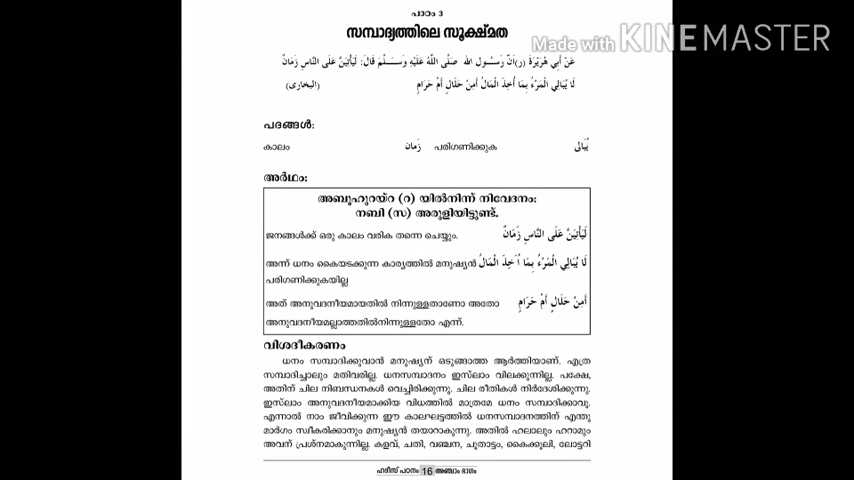 പാഠം 3
സമ്പാദ്യത്തിലെ സൂക്ഷ്മത
Made with KINEMASTER
عَنْ أَبِي هُرَيْرَةَ (ر) اَنَّ رَسُول الله صَلَّى اللَّهُ عَلَيْهِ وَسَلَّمَ قَالَ: لَيَأْتِيَنَّ عَلَى النَّاسِ زَمَانٌ
لَا يُبَالِي الْمَرْءُ بِمَا أُخِذَ الْمَالُ أَمِنْ حَلَالٍ أَمْ حَرَامٍ (البخارى)
പദങ്ങൾ:
കാലം زَمان പരിഗണിക്കുക يُبَالِى
അർഥം:
അബൂഹുറയ്റ (റ) യിൽനിന്ന് നിവേദനം:
നബി (സ) അരുളിയിട്ടുണ്ട്.
ജനങ്ങൾക്ക് ഒരു കാലം വരിക തന്നെ ചെയ്യും. لَيَأْتِيَنَّ عَلَى النَّاسِ زَمَانٌ
അന്ന് ധനം കൈയടക്കുന്ന കാര്യത്തിൽ മനുഷ്യൻ لَا يُبَالِي الْمَرْءُ بِمَا أُخِذَ الْمَالُ
പരിഗണിക്കുകയില്ല
അത് അനുവദനീയമായതിൽ നിന്നുള്ളതാണോ അതോ أَمِنْ حَلَالٍ أَمْ حَرَامٍ
അനുവദനീയമല്ലാത്തതിൽനിന്നുള്ളതോ എന്ന്.
വിശദീകരണം
ധനം സമ്പാദിക്കുവാൻ മനുഷ്യന് ഒടുങ്ങാത്ത ആർത്തിയാണ്. എത്ര
സമ്പാദിച്ചാലും മതിവരില്ല. ധനസമ്പാദനം ഇസ്‌ലാം വിലക്കുന്നില്ല. പക്ഷേ,
അതിന് ചില നിബന്ധനകൾ വെച്ചിരിക്കുന്നു. ചില രീതികൾ നിർദേശിക്കുന്നു.
ഇസ്‌ലാം അനുവദനീയമാക്കിയ വിധത്തിൽ മാത്രമേ ധനം സമ്പാദിക്കാവൂ.
എന്നാൽ നാം ജീവിക്കുന്ന ഈ കാലഘട്ടത്തിൽ ധനസമ്പാദനത്തിന് എന്തു
മാർഗം സ്വീകരിക്കാനും മനുഷ്യൻ തയാറാകുന്നു. അതിൽ ഹലാലും ഹറാമും
അവന് പ്രശ്നമാകുന്നില്ല. കളവ്, ചതി, വഞ്ചന, ചൂതാട്ടം, കൈക്കൂലി, ലോട്ടറി
ഹദീസ് പഠനം 16 അഞ്ചാം ഭാഗം